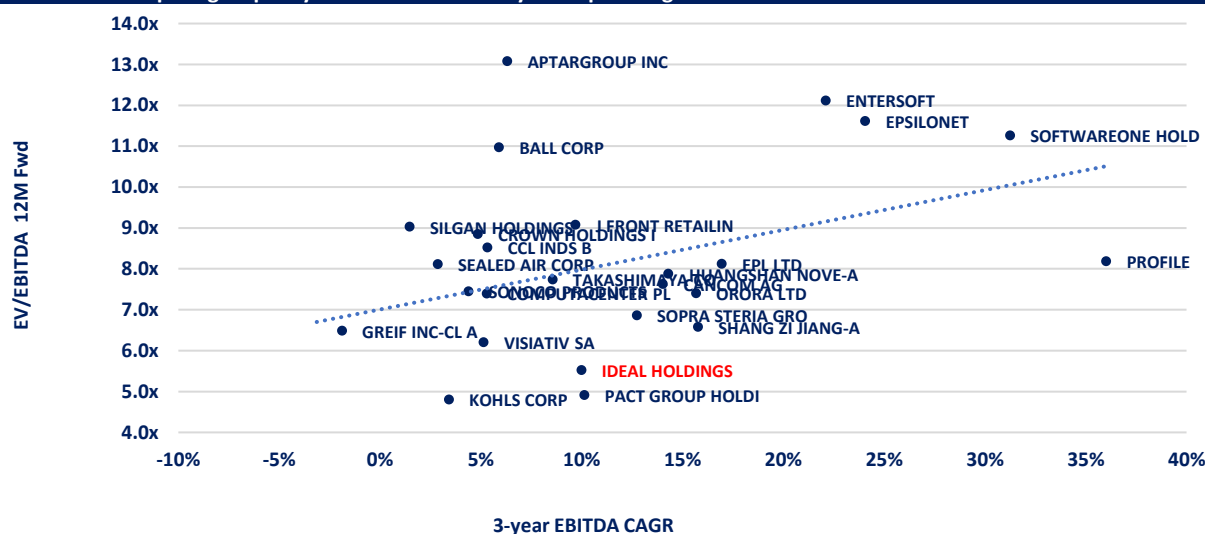 14.0x
13.0x
12.0x
11.0x
10.0x
9.0x
8.0x
7.0x
6.0x
5.0x
4.0x
EV/EBITDA 12M Fwd
APTARGROUP INC
ENTERSOFT
EPSILONET
SOFTWAREONE HOLD
BALL CORP
SILGAN HOLDINGS
J FRONT RETAILIN
CROWN HOLDINGS I
CCL INDS B
SEALED AIR CORP
EPL LTD
PROFILE
TAKASHIMAYA
HUANGSHAN NOVE-A
CANCOM AG
SONOCO PRODUCTS
COMPUTACENTER PL
ORORA LTD
SOPRA STERIA GRO
SHANG ZI JIANG-A
GREIF INC-CL A
VISIATIV SA
IDEAL HOLDINGS
PACT GROUP HOLDI
KOHLS CORP
-10% -5% 0% 5% 10% 15% 20% 25% 30% 35% 40%
3-year EBITDA CAGR